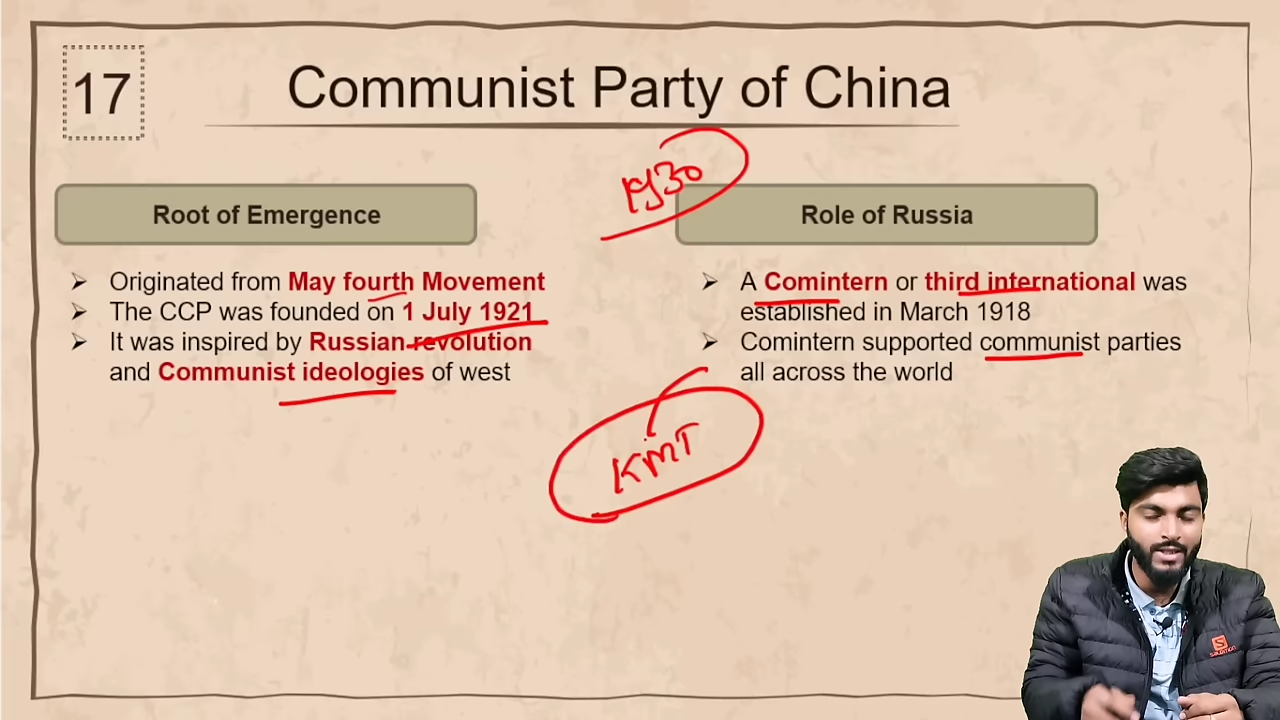 17
Communist Party of China
1930
Root of Emergence
Originated from May fourth Movement
The CCP was founded on 1 July 1921
It was inspired by Russian revolution
and Communist ideologies of west
Role of Russia
A Comintern or third international was
established in March 1918
Comintern supported communist parties
all across the world
KMT
S
SALOMON